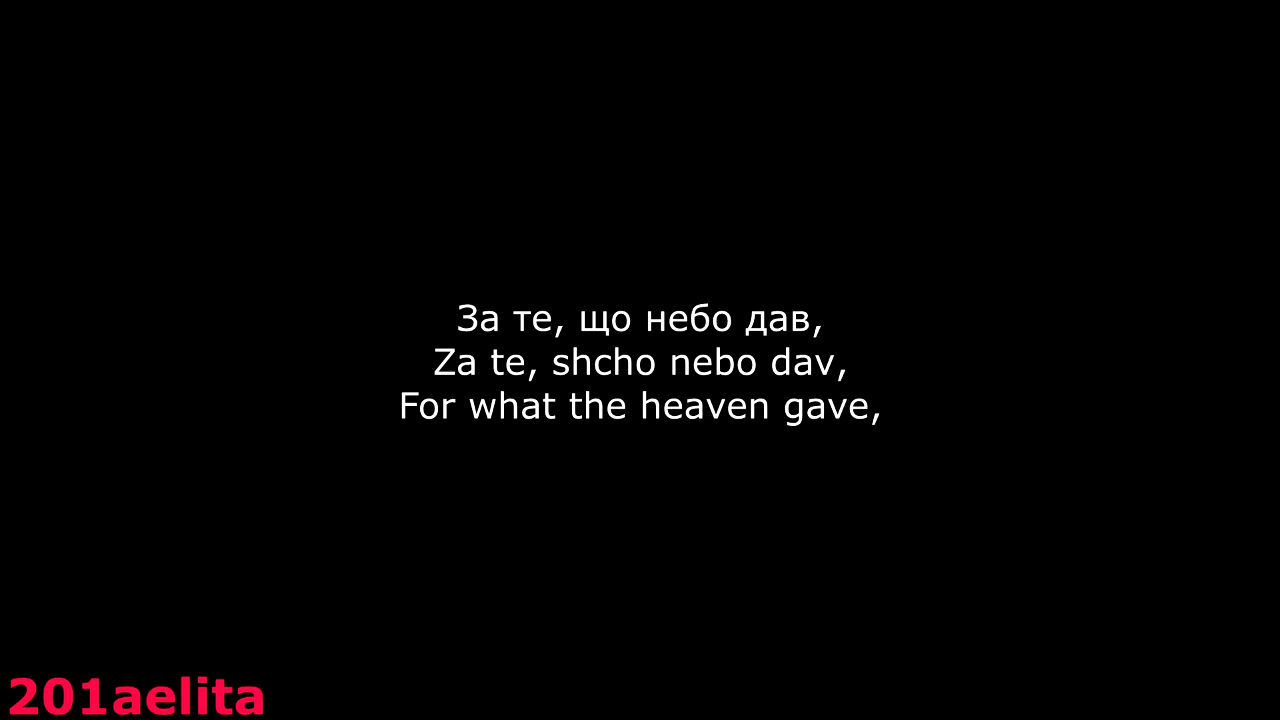 За те, що небо дав,
Za te, shcho nebo dav,
For what the heaven gave,
201aelita